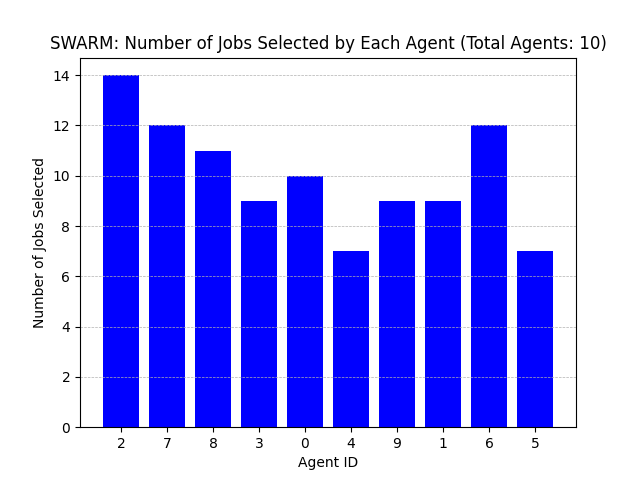 SWARM: Number of Jobs Selected by Each Agent (Total Agents: 10)
Number of Jobs Selected
14
12
10
8
6
4
2
0
2 7 8 3 0 4 9 1 6 5
Agent ID